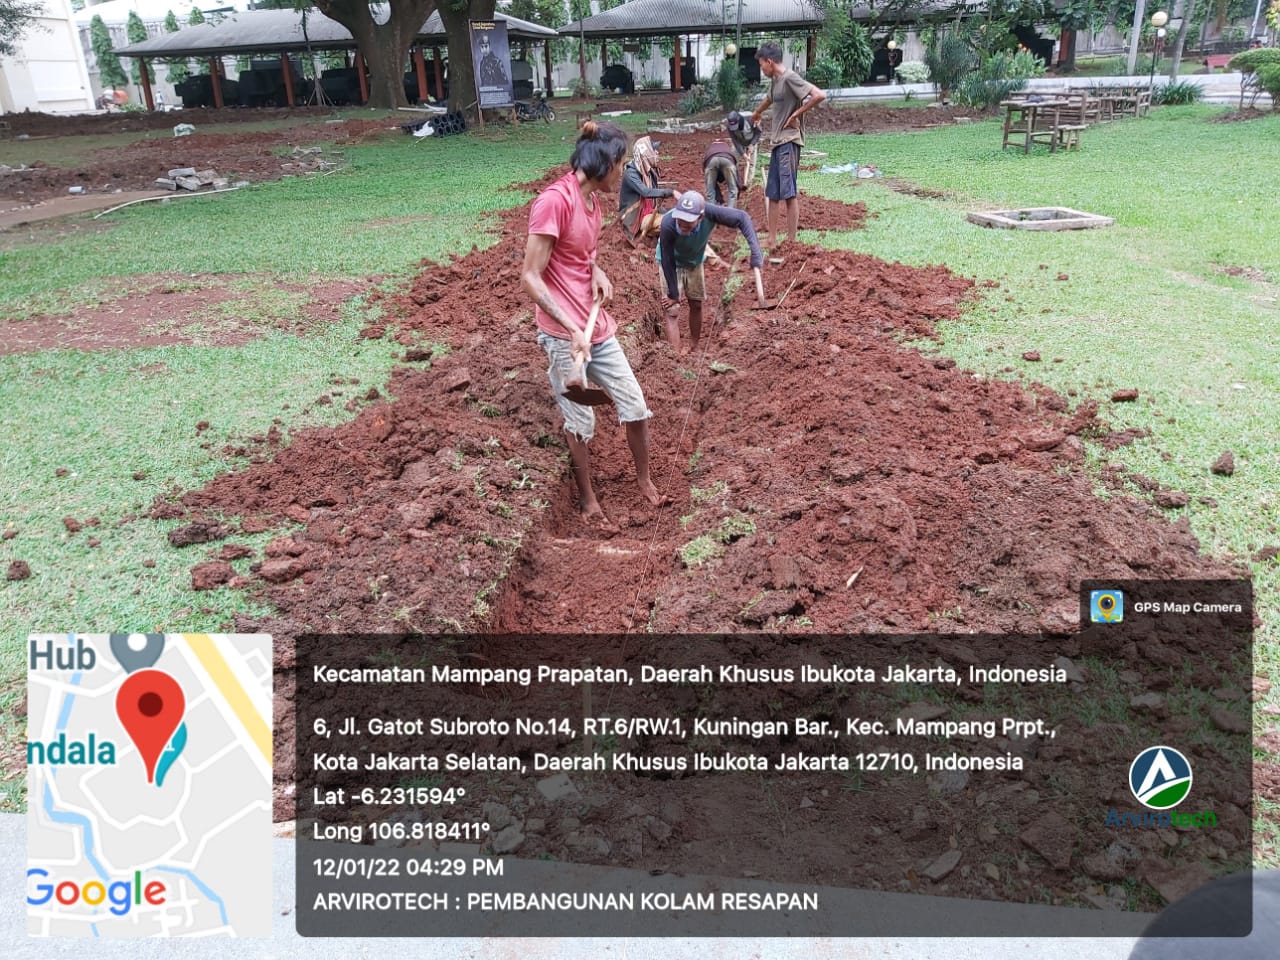 GPS Map Camera
Hub
ndala
Google
Kecamatan Mampang Prapatan, Daerah Khusus Ibukota Jakarta, Indonesia
6, Jl. Gatot Subroto No.14, RT.6/RW.1, Kuningan Bar., Kec. Mampang Prpt.,
Kota Jakarta Selatan, Daerah Khusus Ibukota Jakarta 12710, Indonesia
Lat -6.231594°
Long 106.818411°
12/01/22 04:29 PM
ARVIROTECH : PEMBANGUNAN KOLAM RESAPAN
Arvirotech